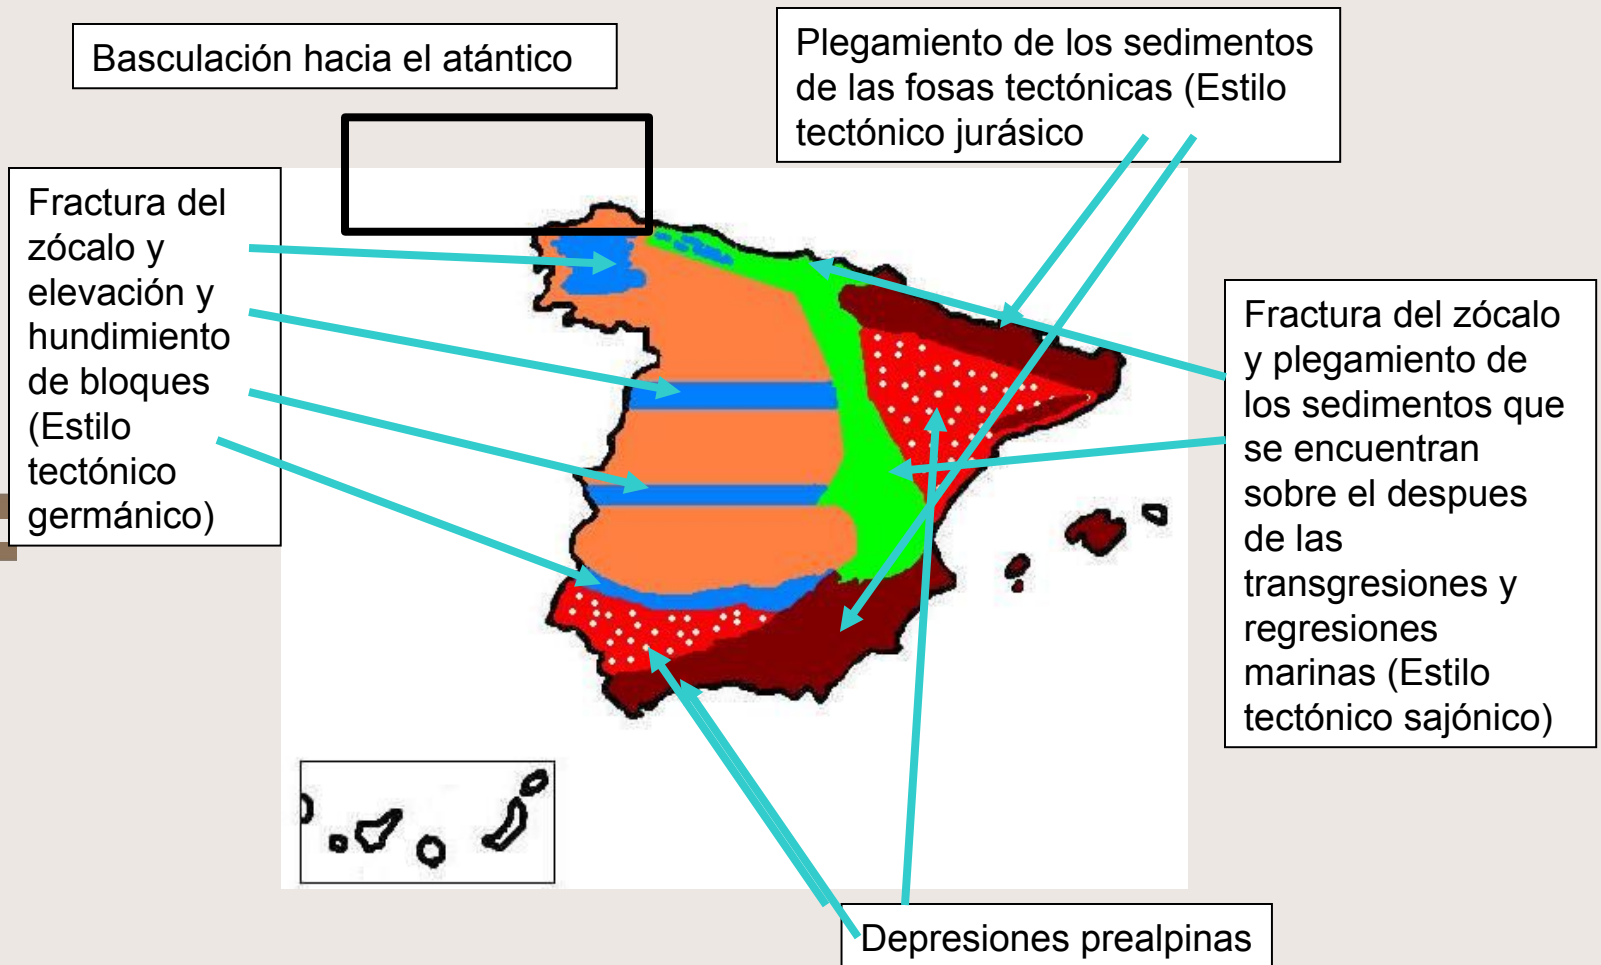 Basculación hacia el atántico
Plegamiento de los sedimentos
de las fosas tectónicas (Estilo
tectónico jurásico
Fractura del
zócalo y
elevación y
hundimiento
de bloques
(Estilo
tectónico
germánico)
Fractura del zócalo
y plegamiento de
los sedimentos que
se encuentran
sobre el despues
de las
transgresiones y
regresiones
marinas (Estilo
tectónico sajónico)
Depresiones prealpinas